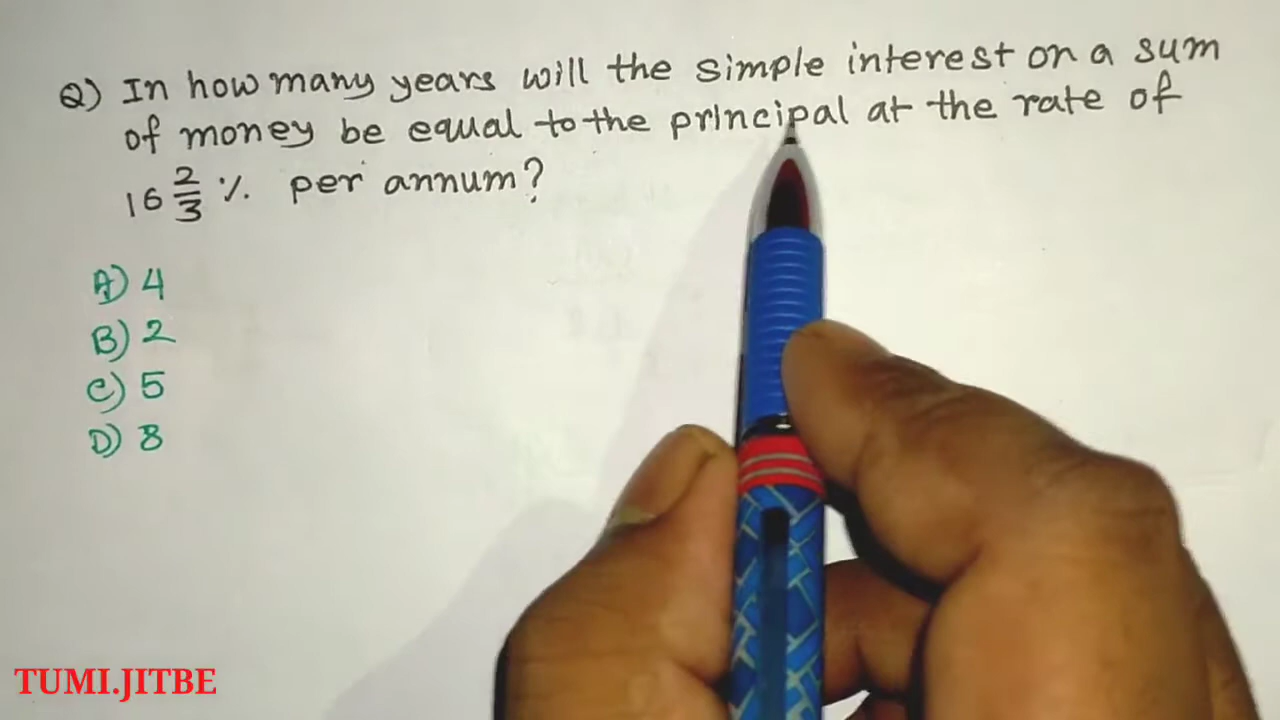 Q) In how many years will the simple interest on a sum
of money be equal to the principal at the rate of
16 2/3 % per annum?
A) 4
B) 2
C) 5
D) 8
TUMI.JITBE